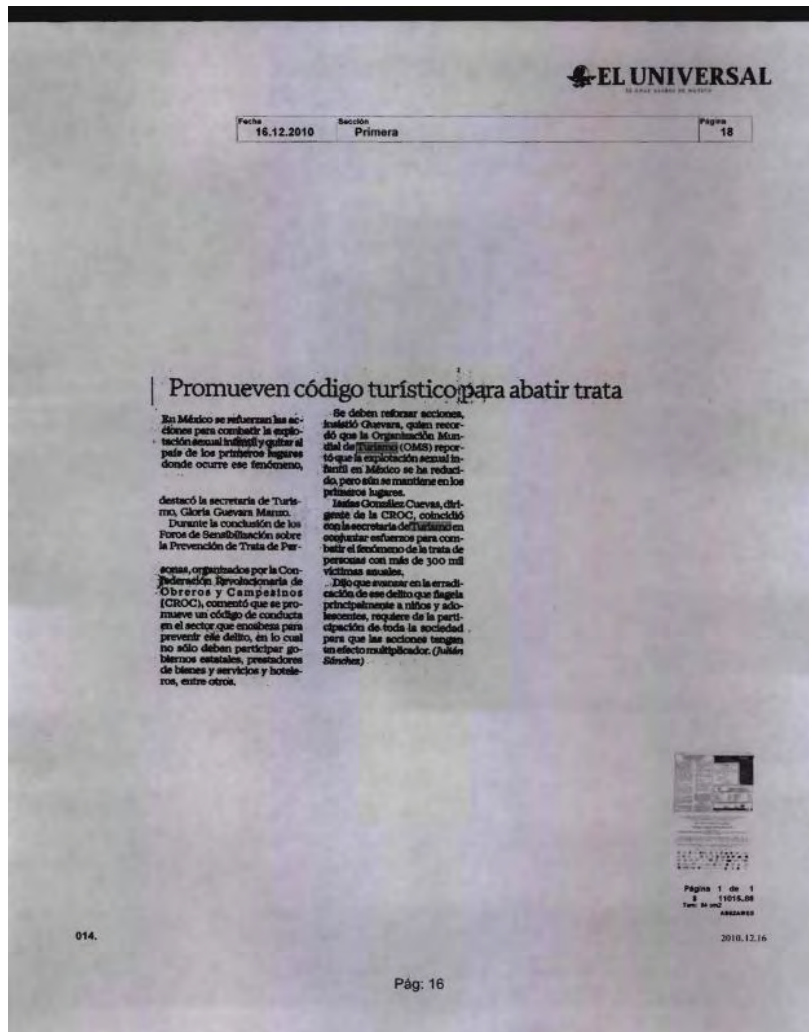 EL UNIVERSAL
Fecha
16.12.2010
Sección
Primera
Página
18
Promueven código turístico para abatir trata
En México se refuerzan las ac-
ciones para combatir la explo-
tación sexual infantil y quitar al
país de los primeros lugares
donde ocurre ese fenómeno,
destacó la secretaria de Turis-
mo, Gloria Guevara Manzo.
Durante la conclusión de los
Foros de Sensibilización sobre
la Prevención de Trata de Per-
sonas, organizados por la Con-
federación Revolucionaria de
Obreros y Campesinos
(CROC), comentó que se pro-
mueve un código de conducta
en el sector que encabeza para
prevenir ese delito, en lo cual
no sólo deben participar go-
biernos estatales, prestadores
de bienes y servicios y hotele-
ros, entre otros.
Se deben reforzar acciones,
insistió Guevara, quien recor-
dó que la Organización Mun-
dial de Turismo (OMS) repor-
tó que la explotación sexual in-
fantil en México se ha reduci-
do, pero aún se mantiene en los
primeros lugares.
Isaías González Cuevas, diri-
gente de la CROC, coincidió
con la secretaria de Turismo en
conjuntar esfuerzos para com-
batir el fenómeno de la trata de
personas con más de 300 mil
víctimas anuales.
Dijo que avanzar en la erradi-
cación de ese delito que flagela
principalmente a niños y ado-
lescentes, requiere de la parti-
cipación de toda la sociedad
para que las acciones tengan
un efecto multiplicador. (Julián
Sánchez)
Página 1 de 1
$ 11015.88
Tam: 84 cm2
014.
2010.12.16
Pág: 16